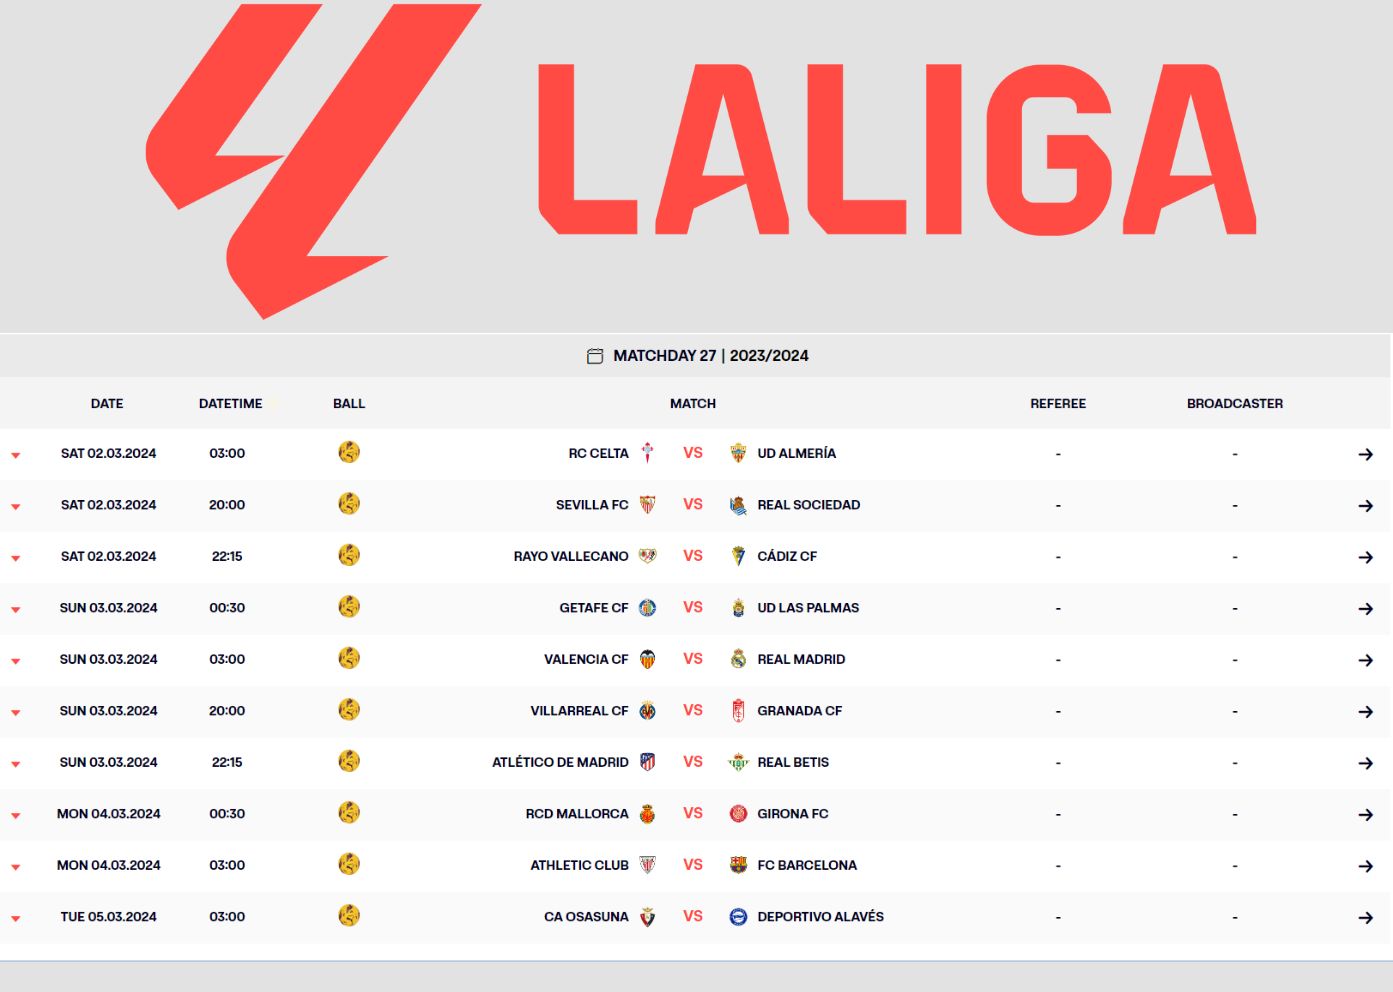 LALIGA
MATCHDAY 27 | 2023/2024
DATE DATETIME BALL MATCH REFEREE BROADCASTER
SAT 02.03.2024 03:00 RC CELTA VS UD ALMERÍA - -
SAT 02.03.2024 20:00 SEVILLA FC VS REAL SOCIEDAD - -
SAT 02.03.2024 22:15 RAYO VALLECANO VS CÁDIZ CF - -
SUN 03.03.2024 00:30 GETAFE CF VS UD LAS PALMAS - -
SUN 03.03.2024 03:00 VALENCIA CF VS REAL MADRID - -
SUN 03.03.2024 20:00 VILLARREAL CF VS GRANADA CF - -
SUN 03.03.2024 22:15 ATLÉTICO DE MADRID VS REAL BETIS - -
MON 04.03.2024 00:30 RCD MALLORCA VS GIRONA FC - -
MON 04.03.2024 03:00 ATHLETIC CLUB VS FC BARCELONA - -
TUE 05.03.2024 03:00 CA OSASUNA VS DEPORTIVO ALAVÉS - -